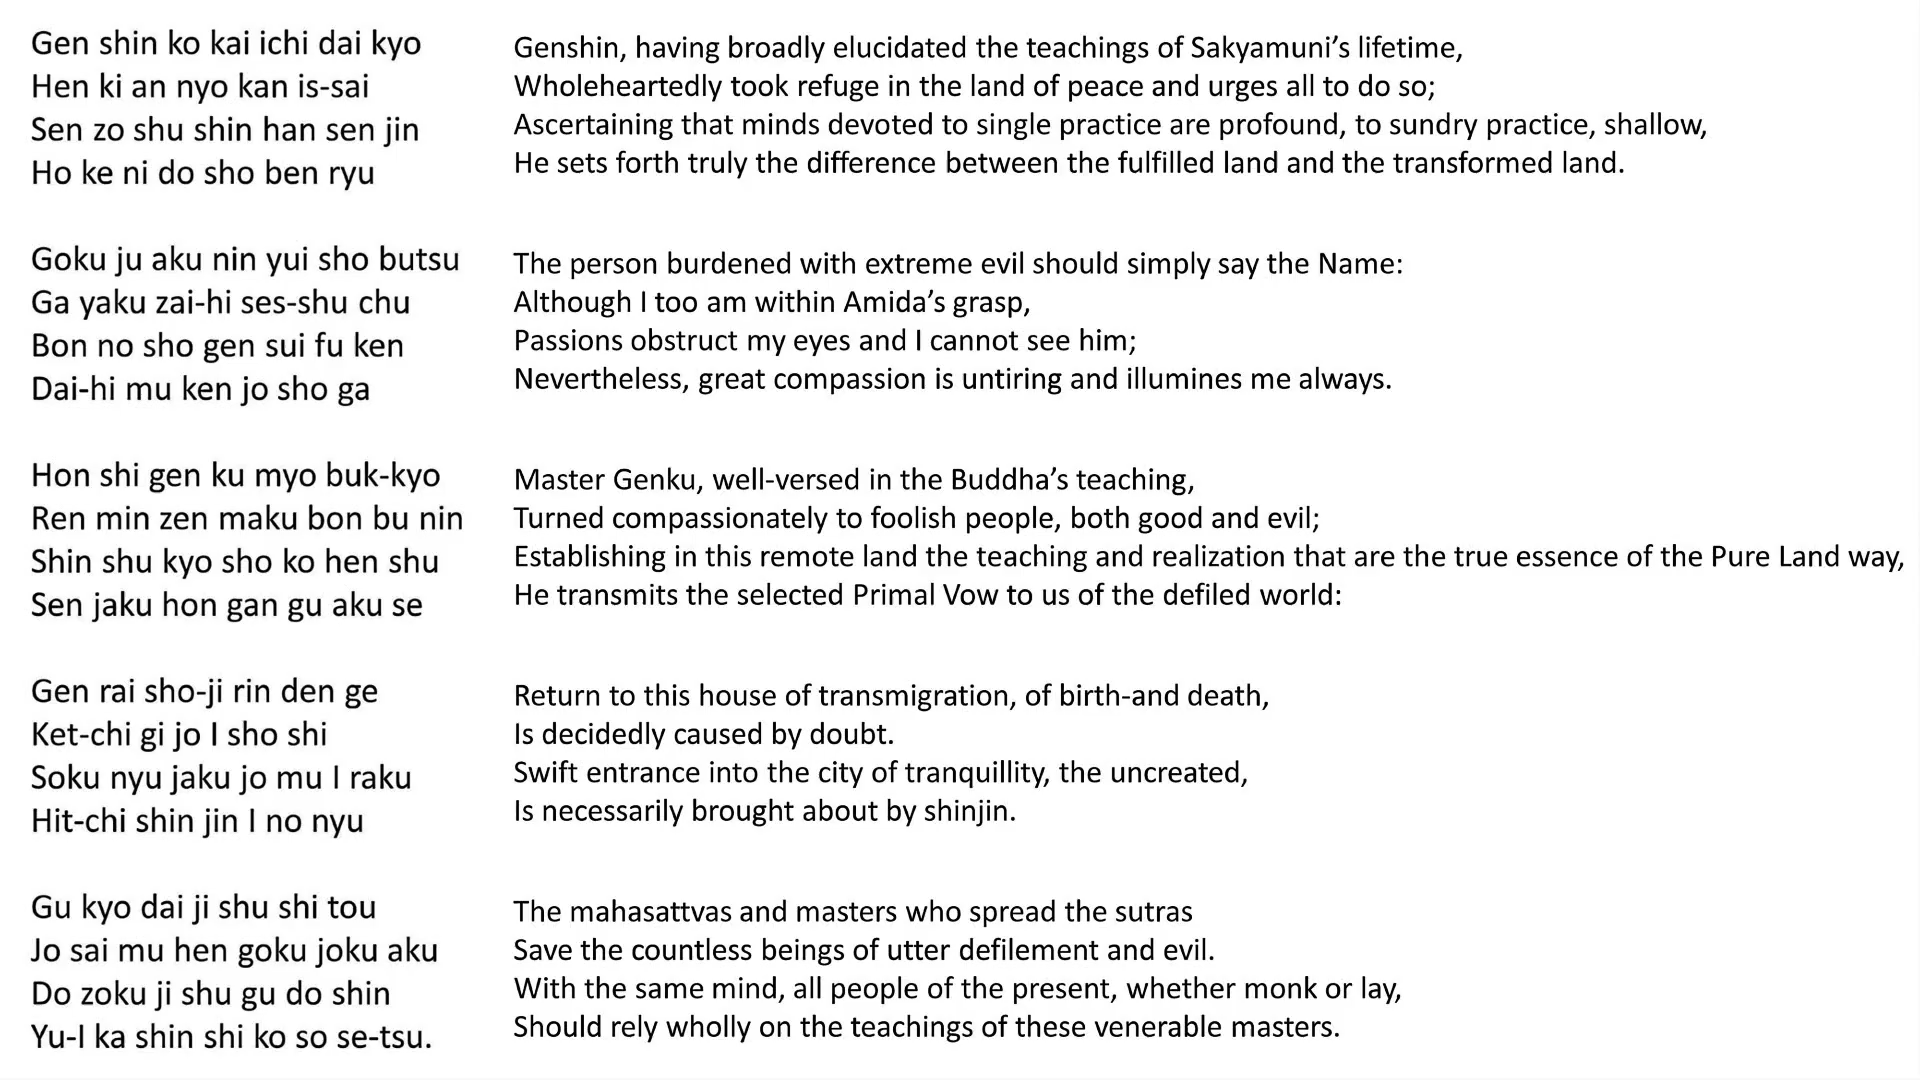 Gen shin ko kai ichi dai kyo
Hen ki an nyo kan is-sai
Sen zo shu shin han sen jin
Ho ke ni do sho ben ryu
Genshin, having broadly elucidated the teachings of Sakyamuni’s lifetime,
Wholeheartedly took refuge in the land of peace and urges all to do so;
Ascertaining that minds devoted to single practice are profound, to sundry practice, shallow,
He sets forth truly the difference between the fulfilled land and the transformed land.
Goku ju aku nin yui sho butsu
Ga yaku zai-hi ses-shu chu
Bon no sho gen sui fu ken
Dai-hi mu ken jo sho ga
The person burdened with extreme evil should simply say the Name:
Although I too am within Amida’s grasp,
Passions obstruct my eyes and I cannot see him;
Nevertheless, great compassion is untiring and illumines me always.
Hon shi gen ku myo buk-kyo
Ren min zen maku bon bu nin
Shin shu kyo sho ko hen shu
Sen jaku hon gan gu aku se
Master Genku, well-versed in the Buddha’s teaching,
Turned compassionately to foolish people, both good and evil;
Establishing in this remote land the teaching and realization that are the true essence of the Pure Land way,
He transmits the selected Primal Vow to us of the defiled world:
Gen rai sho-ji rin den ge
Ket-chi gi jo I sho shi
Soku nyu jaku jo mu I raku
Hit-chi shin jin I no nyu
Return to this house of transmigration, of birth-and death,
Is decidedly caused by doubt.
Swift entrance into the city of tranquillity, the uncreated,
Is necessarily brought about by shinjin.
Gu kyo dai ji shu shi tou
Jo sai mu hen goku joku aku
Do zoku ji shu gu do shin
Yu-I ka shin shi ko so se-tsu.
The mahasattvas and masters who spread the sutras
Save the countless beings of utter defilement and evil.
With the same mind, all people of the present, whether monk or lay,
Should rely wholly on the teachings of these venerable masters.